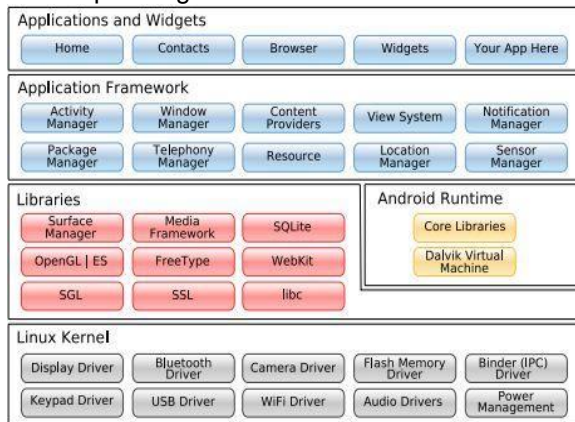 Applications and Widgets
Home Contacts Browser Widgets Your App Here
Application Framework
Activity Manager Window Manager Content Providers View System Notification Manager
Package Manager Telephony Manager Resource Location Manager Sensor Manager
Libraries
Surface Manager Media Framework SQLite
OpenGL | ES FreeType WebKit
SGL SSL libc
Android Runtime
Core Libraries
Dalvik Virtual Machine
Linux Kernel
Display Driver Bluetooth Driver Camera Driver Flash Memory Driver Binder (IPC) Driver
Keypad Driver USB Driver WiFi Driver Audio Drivers Power Management